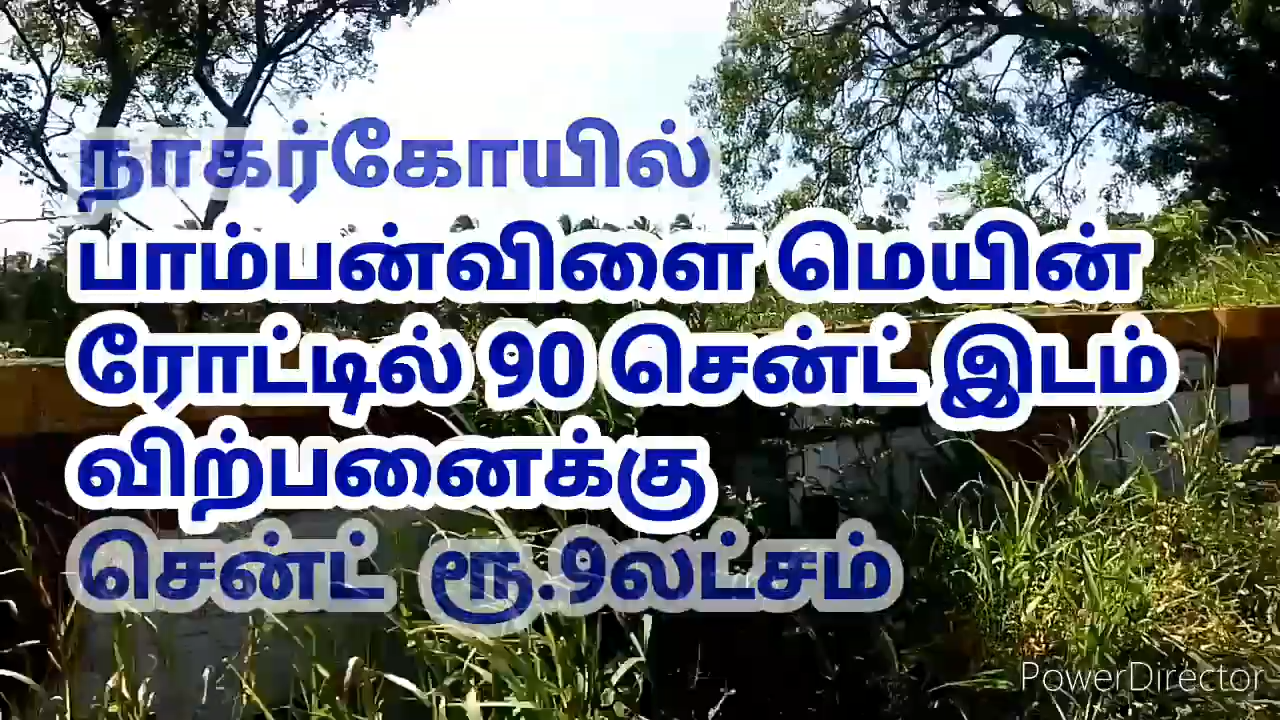 நாகர்கோயில்
பாம்பன்விளை மெயின்
ரோட்டில் 90 சென்ட் இடம்
விற்பனைக்கு
சென்ட் ரூ.9லட்சம்
PowerDirector